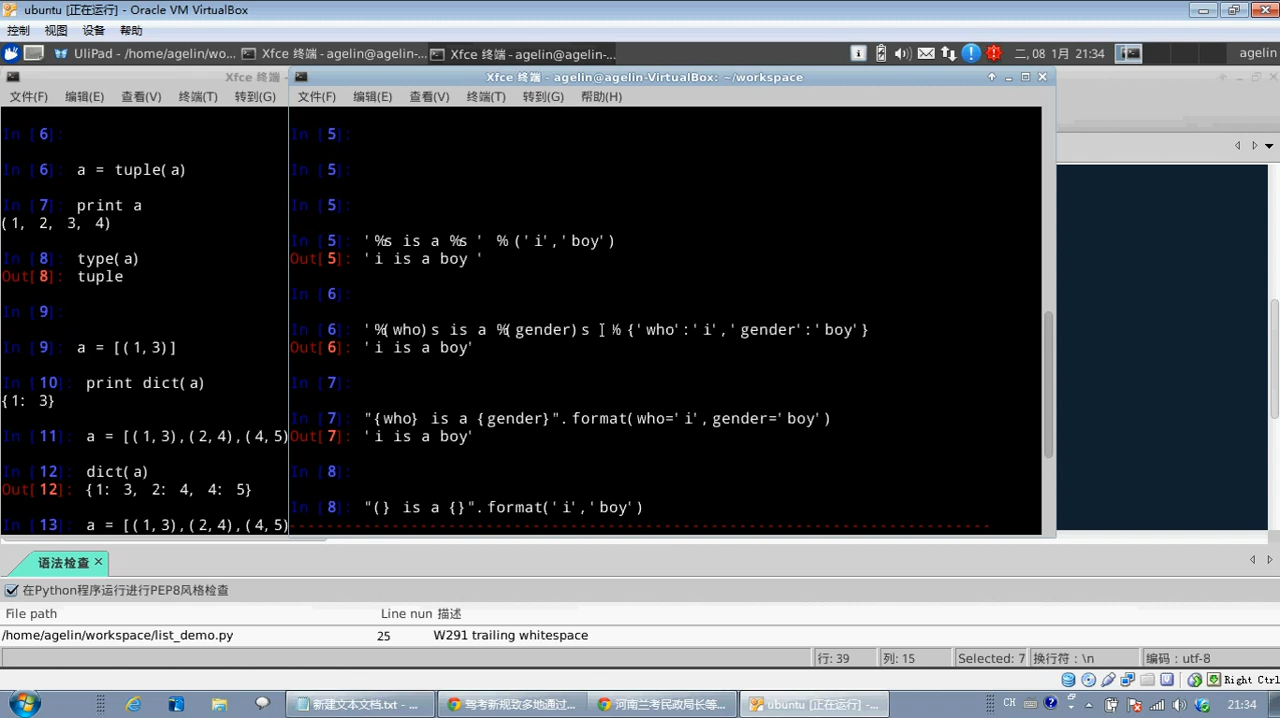 ubuntu [正在运行] - Oracle VM VirtualBox
控制 视图 设备 帮助
UliPad - /home/agelin/wo... Xfce 终端 - agelin@agelin-... Xfce 终端 - agelin@agelin-... 二, 08 1月 21:34 agelin
Xfce 终端 - Xfce 终端 - agelin@agelin-VirtualBox: ~/workspace
文件(F) 编辑(E) 查看(V) 终端(T) 转到(G) 文件(F) 编辑(E) 查看(V) 终端(T) 转到(G) 帮助(H)
In [6]:
In [6]: a = tuple(a)
In [7]: print a
(1, 2, 3, 4)
In [8]: type(a)
Out[8]: tuple
In [9]:
In [9]: a = [(1,3)]
In [10]: print dict(a)
{1: 3}
In [11]: a = [(1,3),(2,4),(4,5)
In [12]: dict(a)
Out[12]: {1: 3, 2: 4, 4: 5}
In [13]: a = [(1,3),(2,4),(4,5)
In [5]:
In [5]:
In [5]:
In [5]: '%s is a %s ' %('i','boy')
Out[5]: 'i is a boy '
In [6]:
In [6]: '%(who)s is a %(gender)s ' % {'who':'i','gender':'boy'}
Out[6]: 'i is a boy'
In [7]:
In [7]: "{who} is a {gender}".format(who='i',gender='boy')
Out[7]: 'i is a boy'
In [8]:
In [8]: "(} is a {}".format('i','boy')
语法检查
在Python程序运行进行PEP8风格检查
File path Line nun 描述
/home/agelin/workspace/list_demo.py 25 W291 trailing whitespace
行: 39 列: 15 Selected: 7 换行符：\n 编码：utf-8
Right Ctrl
新建文本文档.txt - ... 驾考新规致多地通过... 河南兰考民政局长等... ubuntu [正在运行] -... CH 21:34